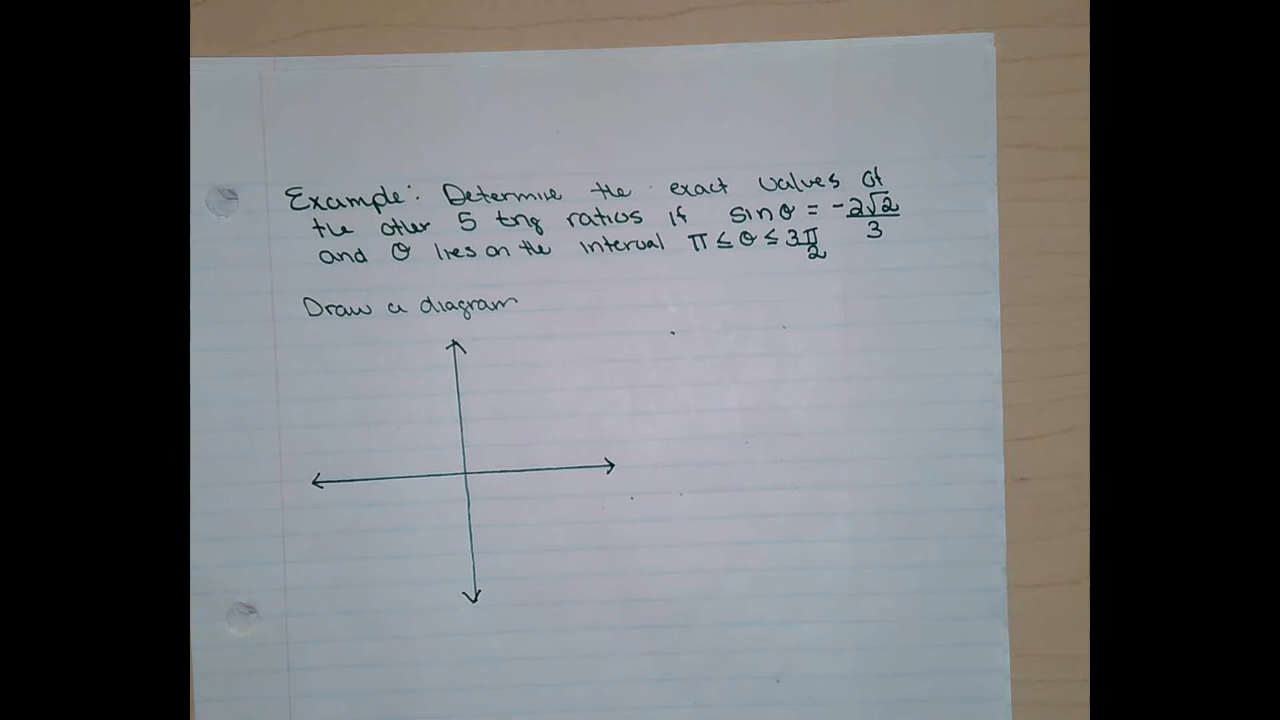 Example: Determine the exact values of
the other 5 trig ratios if sin θ = -2√2/3
and θ lies on the interval π ≤ θ ≤ 3π/2
Draw a diagram